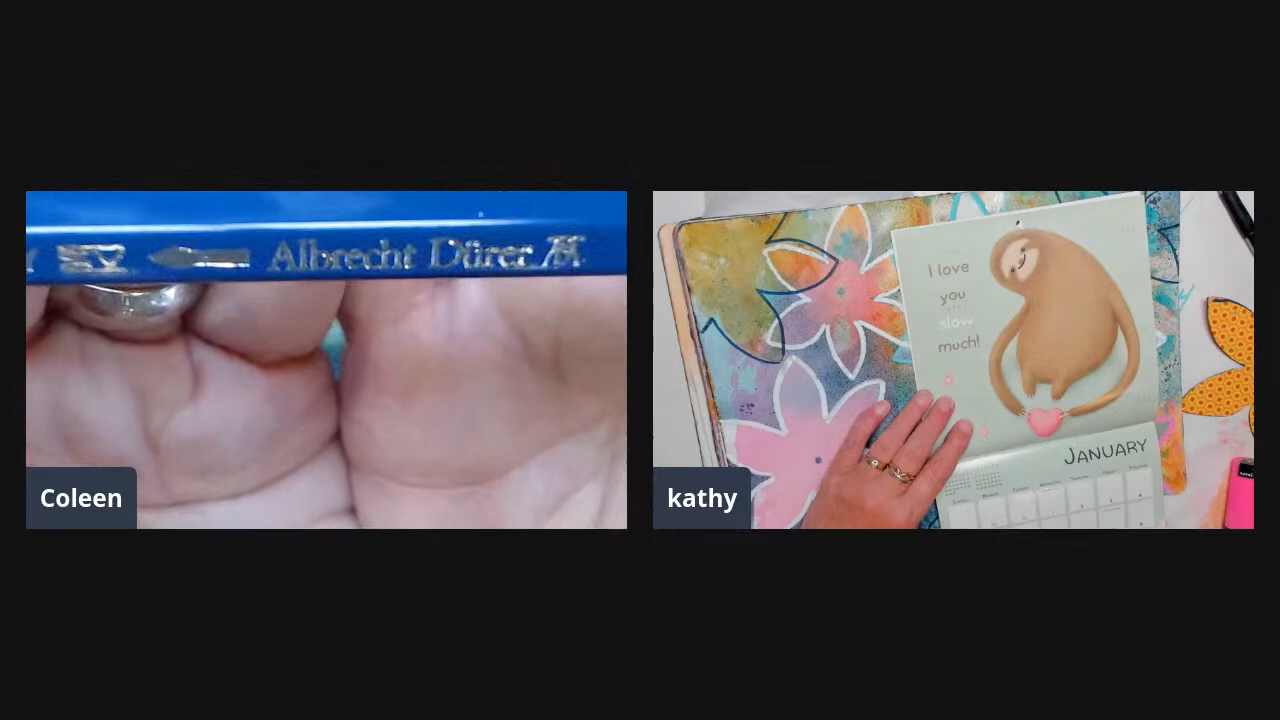 Albrecht Dürer
Coleen
I love
you
slow
much!
JANUARY
kathy